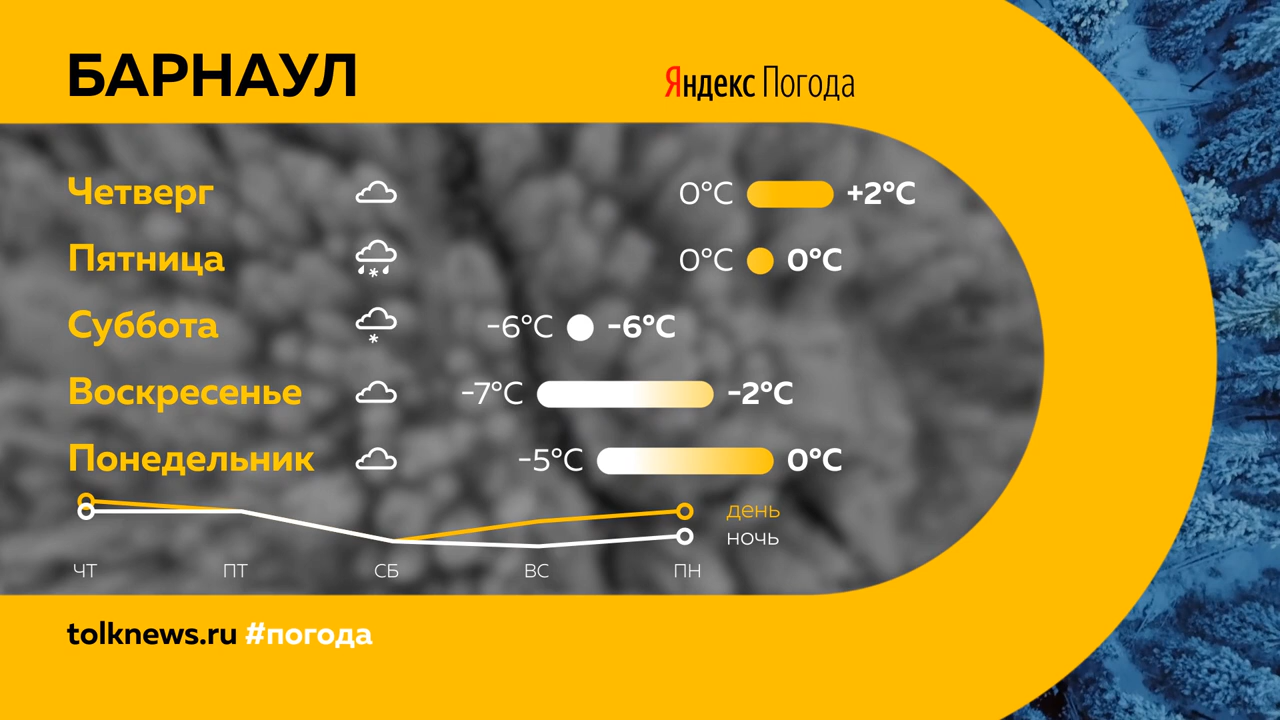 БАРНАУЛ
Яндекс Погода
Четверг 0°C +2°C
Пятница 0°C 0°C
Суббота -6°C -6°C
Воскресенье -7°C -2°C
Понедельник -5°C 0°C
день
ночь
ЧТ ПТ СБ ВС ПН
tolknews.ru #погода